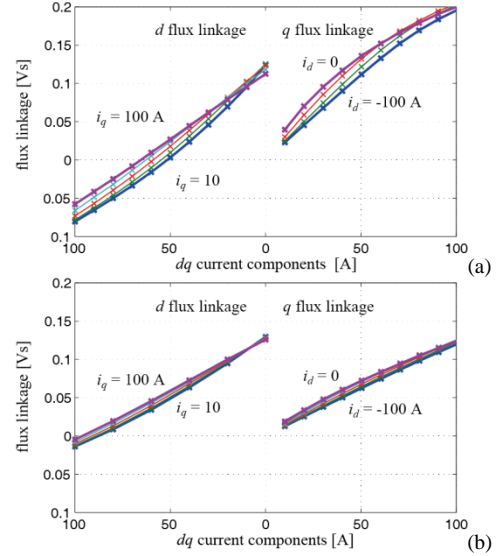 d flux linkage
q flux linkage
0.2
0.15
0.1
0.05
0
0.05
0.1
flux linkage [Vs]
i_q = 100 A
i_q = 10
i_d = 0
i_d = -100 A
100
50
0
50
100
dq current components [A]
(a)
d flux linkage
q flux linkage
0.2
0.15
0.1
0.05
0
0.05
0.1
flux linkage [Vs]
i_q = 100 A
i_q = 10
i_d = 0
i_d = -100 A
100
50
0
50
100
dq current components [A]
(b)